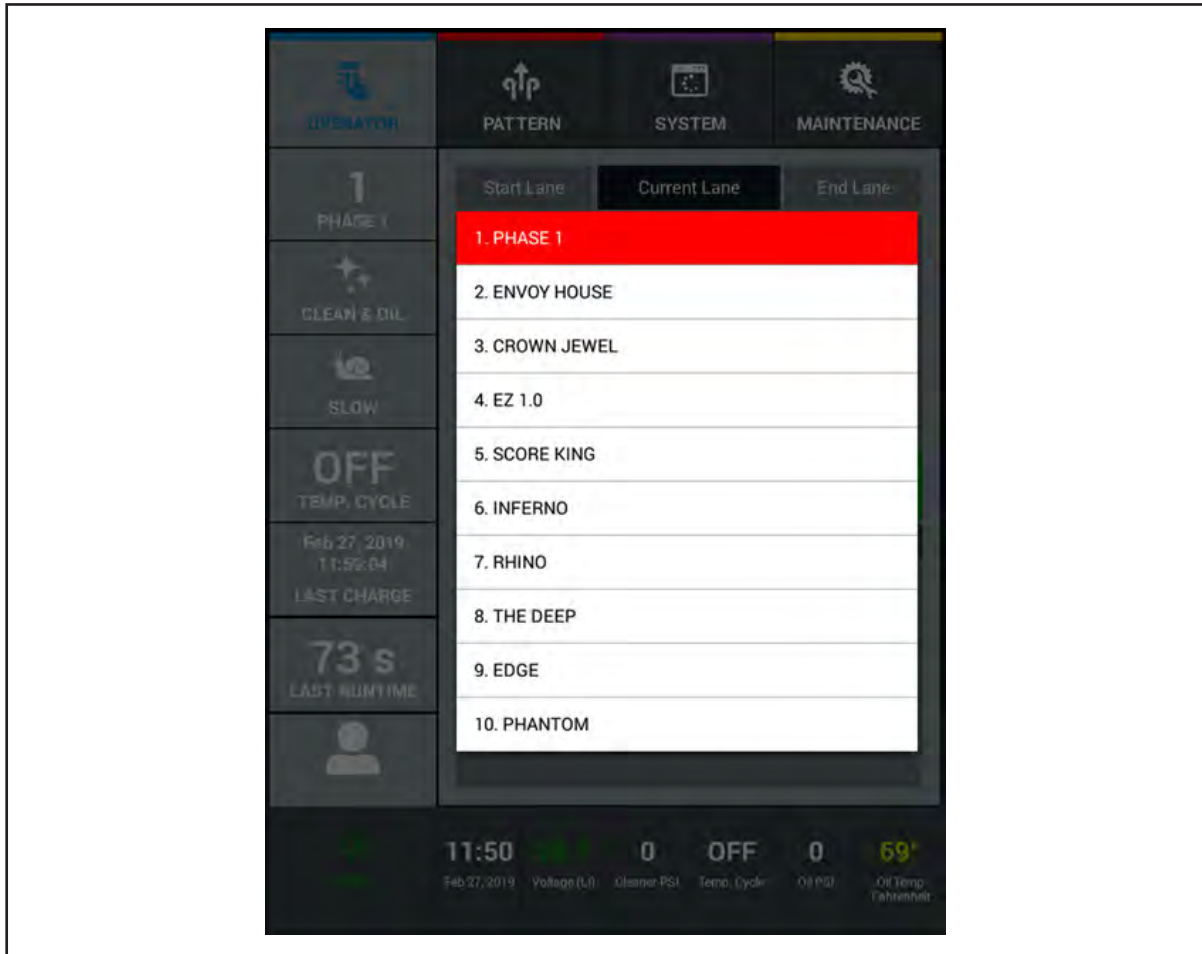 OPERATOR
PATTERN
SYSTEM
MAINTENANCE
1
PHASE 1
CLEAN & OIL
SLOW
OFF
TEMP. CYCLE
Feb 27, 2019
LAST CHARGE
73 s
LAST RUNTIME
Start Lane Current Lane End Lane
1. PHASE 1
2. ENVOY HOUSE
3. CROWN JEWEL
4. EZ 1.0
5. SCORE KING
6. INFERNO
7. RHINO
8. THE DEEP
9. EDGE
10. PHANTOM
11:50 0 OFF 0 69°
Feb 27, 2019 Voltage (Li) Cleaner PSI Temp. Cycle Oil PSI Oil Temp
Fahrenheit